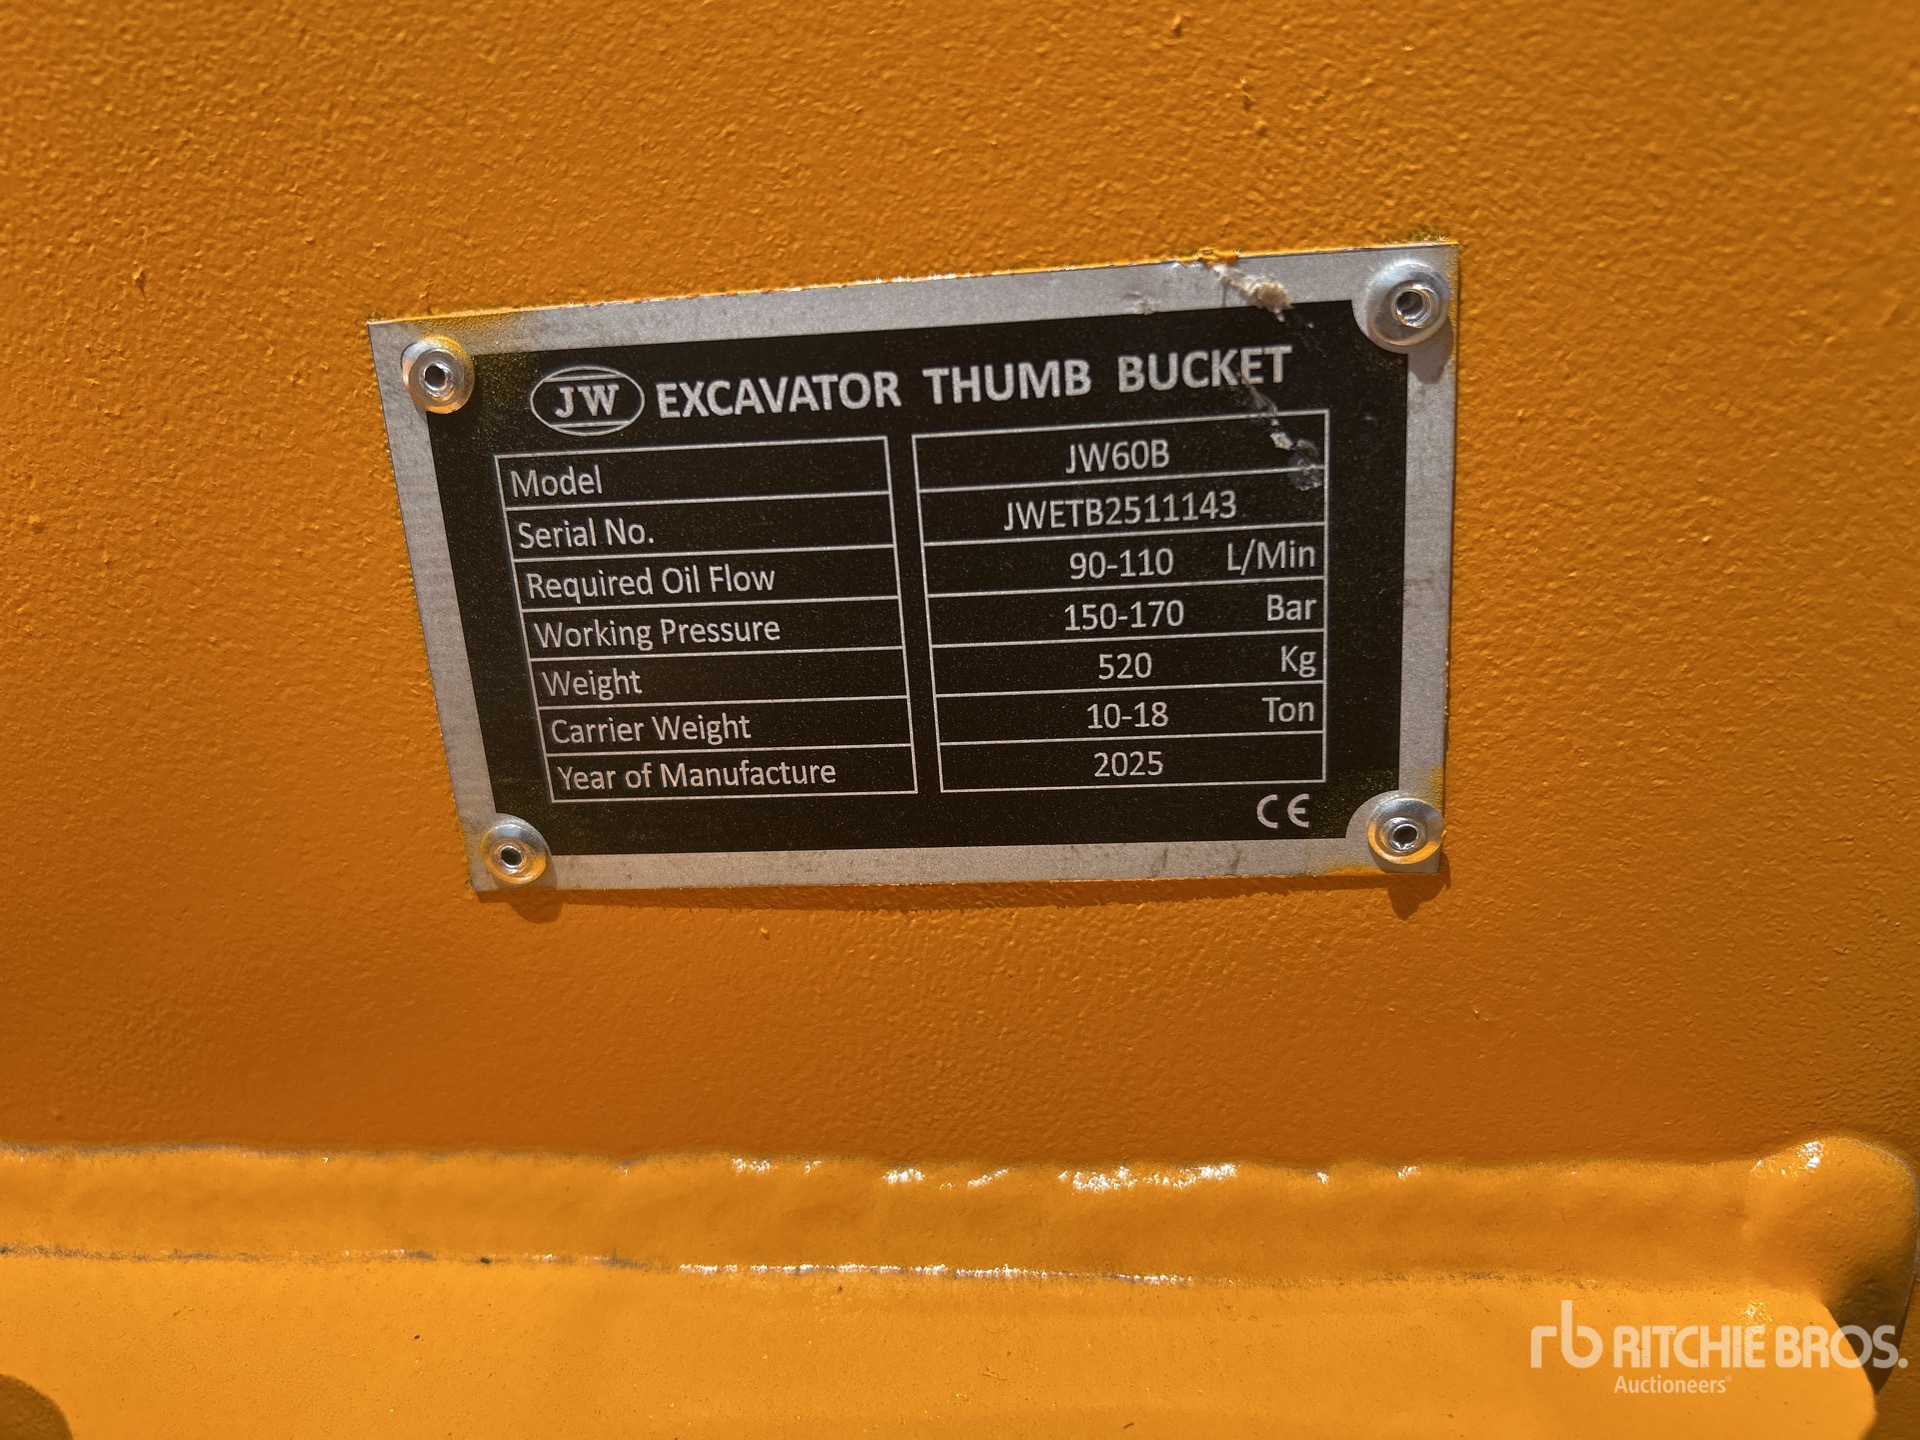 JW EXCAVATOR THUMB BUCKET
Model JW60B
Serial No. JWETB2511143
Required Oil Flow 90-110 L/Min
Working Pressure 150-170 Bar
Weight 520 Kg
Carrier Weight 10-18 Ton
Year of Manufacture 2025
CE
rb RITCHIE BROS.
Auctioneers